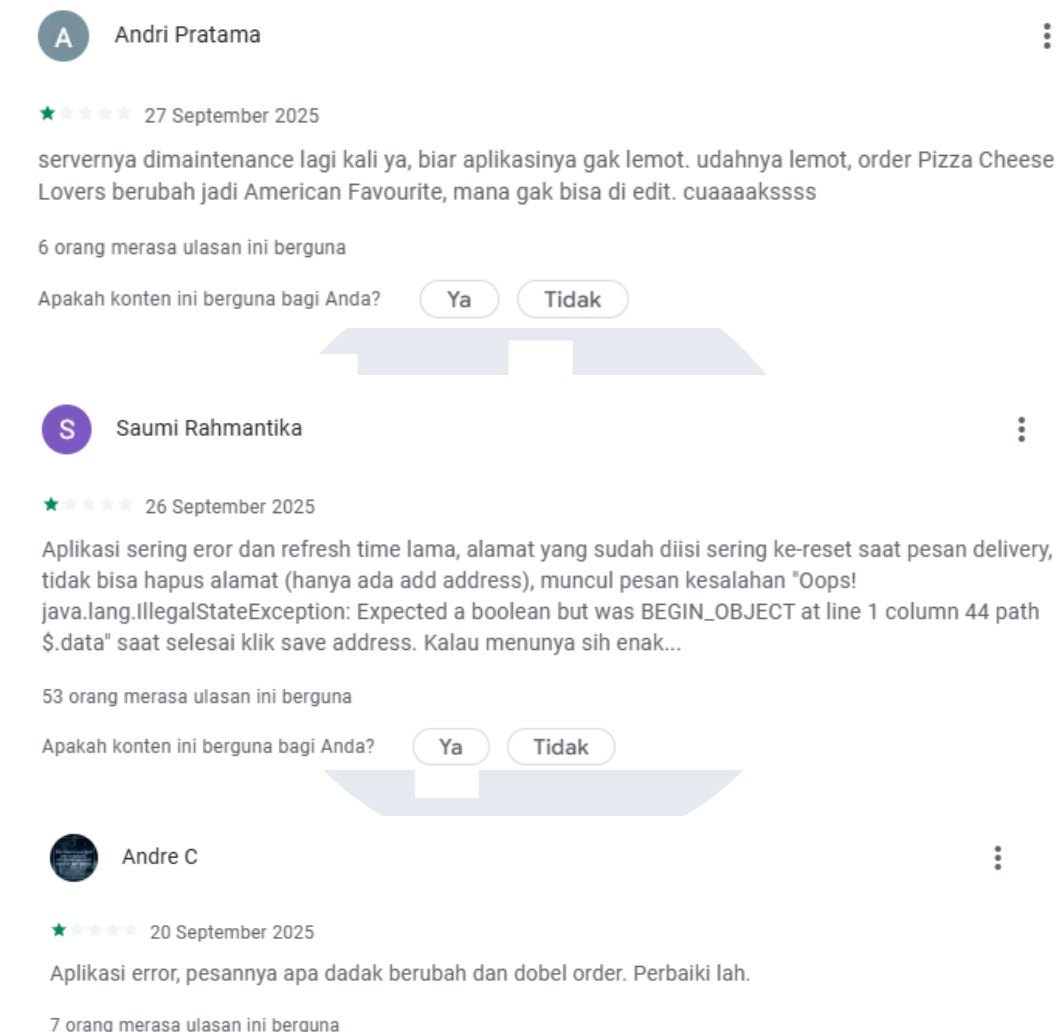 A
Andri Pratama
27 September 2025
servernya dimaintenance lagi kali ya, biar aplikasinya gak lemot. udahnya lemot, order Pizza Cheese
Lovers berubah jadi American Favourite, mana gak bisa di edit. cuaaaakssss
6 orang merasa ulasan ini berguna
Apakah konten ini berguna bagi Anda? Ya Tidak
S
Saumi Rahmantika
26 September 2025
Aplikasi sering eror dan refresh time lama, alamat yang sudah diisi sering ke-reset saat pesan delivery,
tidak bisa hapus alamat (hanya ada add address), muncul pesan kesalahan "Oops!
java.lang.IllegalStateException: Expected a boolean but was BEGIN_OBJECT at line 1 column 44 path
$.data" saat selesai klik save address. Kalau menunya sih enak...
53 orang merasa ulasan ini berguna
Apakah konten ini berguna bagi Anda? Ya Tidak
Andre C
20 September 2025
Aplikasi error, pesannya apa dadak berubah dan dobel order. Perbaiki lah.
7 orang merasa ulasan ini berguna